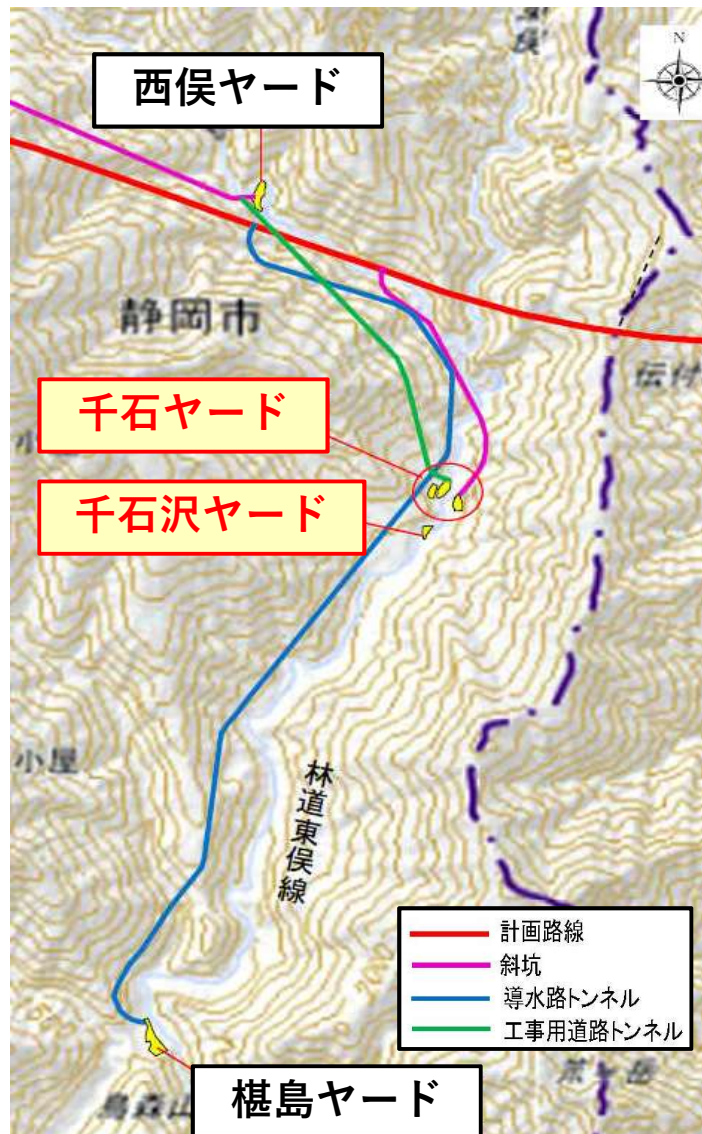 N
西俣ヤード
静岡市
伝付
千石ヤード
千石沢ヤード
小屋
林道東俣線
計画路線
斜坑
導水路トンネル
工事用道路トンネル
椹島ヤード